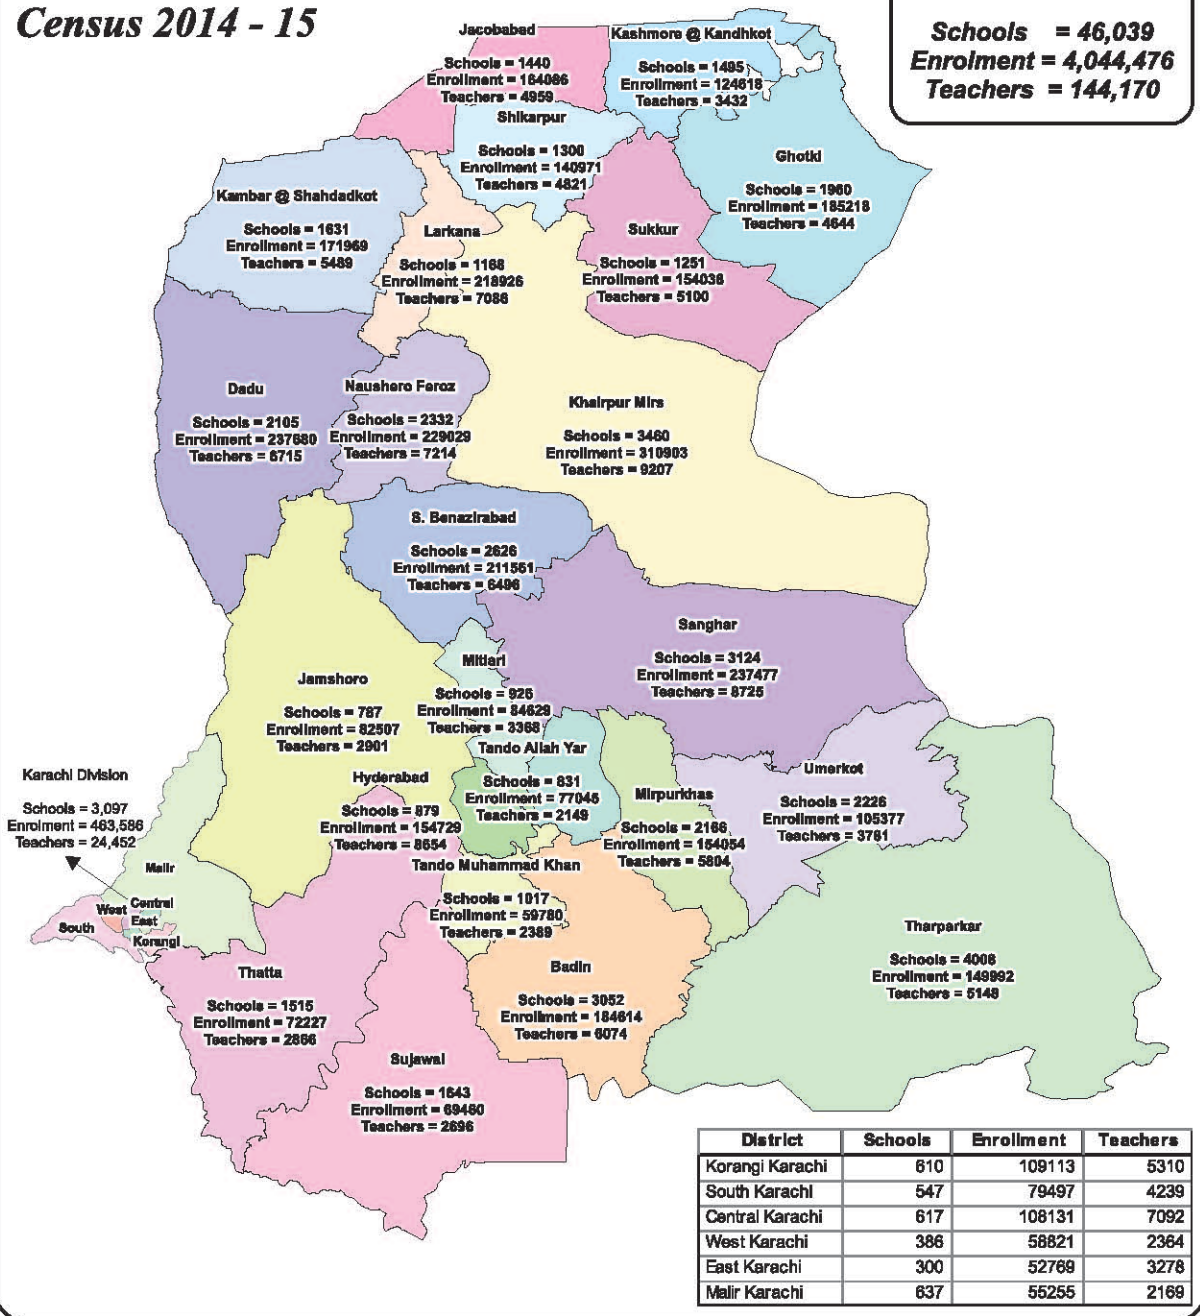 Census 2014 - 15
Schools = 46,039
Enrolment = 4,044,476
Teachers = 144,170
Jacobabad
Schools = 1440
Enrollment = 164086
Teachers = 4959
Kashmore @ Kandhkot
Schools = 1495
Enrollment = 124618
Teachers = 3432
Shikarpur
Schools = 1300
Enrollment = 140971
Teachers = 4821
Ghotki
Schools = 1960
Enrollment = 185218
Teachers = 4644
Kambar @ Shahdadkot
Schools = 1631
Enrollment = 171969
Teachers = 5489
Larkana
Schools = 1168
Enrollment = 218926
Teachers = 7086
Sukkur
Schools = 1251
Enrollment = 154036
Teachers = 5100
Dadu
Schools = 2105
Enrollment = 237680
Teachers = 6715
Naushero Feroz
Schools = 2332
Enrollment = 229029
Teachers = 7214
Khairpur Mirs
Schools = 3460
Enrollment = 310903
Teachers = 9207
S. Benazirabad
Schools = 2626
Enrollment = 211551
Teachers = 6496
Sanghar
Schools = 3124
Enrollment = 237477
Teachers = 8725
Mitiari
Schools = 926
Enrollment = 84629
Teachers = 3368
Jamshoro
Schools = 787
Enrollment = 82507
Teachers = 2901
Tando Allah Yar
Schools = 831
Enrollment = 77045
Teachers = 2149
Hyderabad
Schools = 879
Enrollment = 154729
Teachers = 8654
Mirpurkhas
Schools = 2166
Enrollment = 154054
Teachers = 5804
Umerkot
Schools = 2226
Enrollment = 105377
Teachers = 3761
Karachi Division
Schools = 3,097
Enrolment = 463,586
Teachers = 24,452
Malir
West
Central
South
East
Korangi
Tando Muhammad Khan
Schools = 1017
Enrollment = 59780
Teachers = 2389
Tharparkar
Schools = 4006
Enrollment = 149992
Teachers = 5148
Badin
Schools = 3052
Enrollment = 184614
Teachers = 6074
Thatta
Schools = 1515
Enrollment = 72227
Teachers = 2866
Sujawal
Schools = 1643
Enrollment = 69460
Teachers = 2696
District Schools Enrollment Teachers
Korangi Karachi 610 109113 5310
South Karachi 547 79497 4239
Central Karachi 617 108131 7092
West Karachi 386 58821 2364
East Karachi 300 52769 3278
Malir Karachi 637 55255 2169